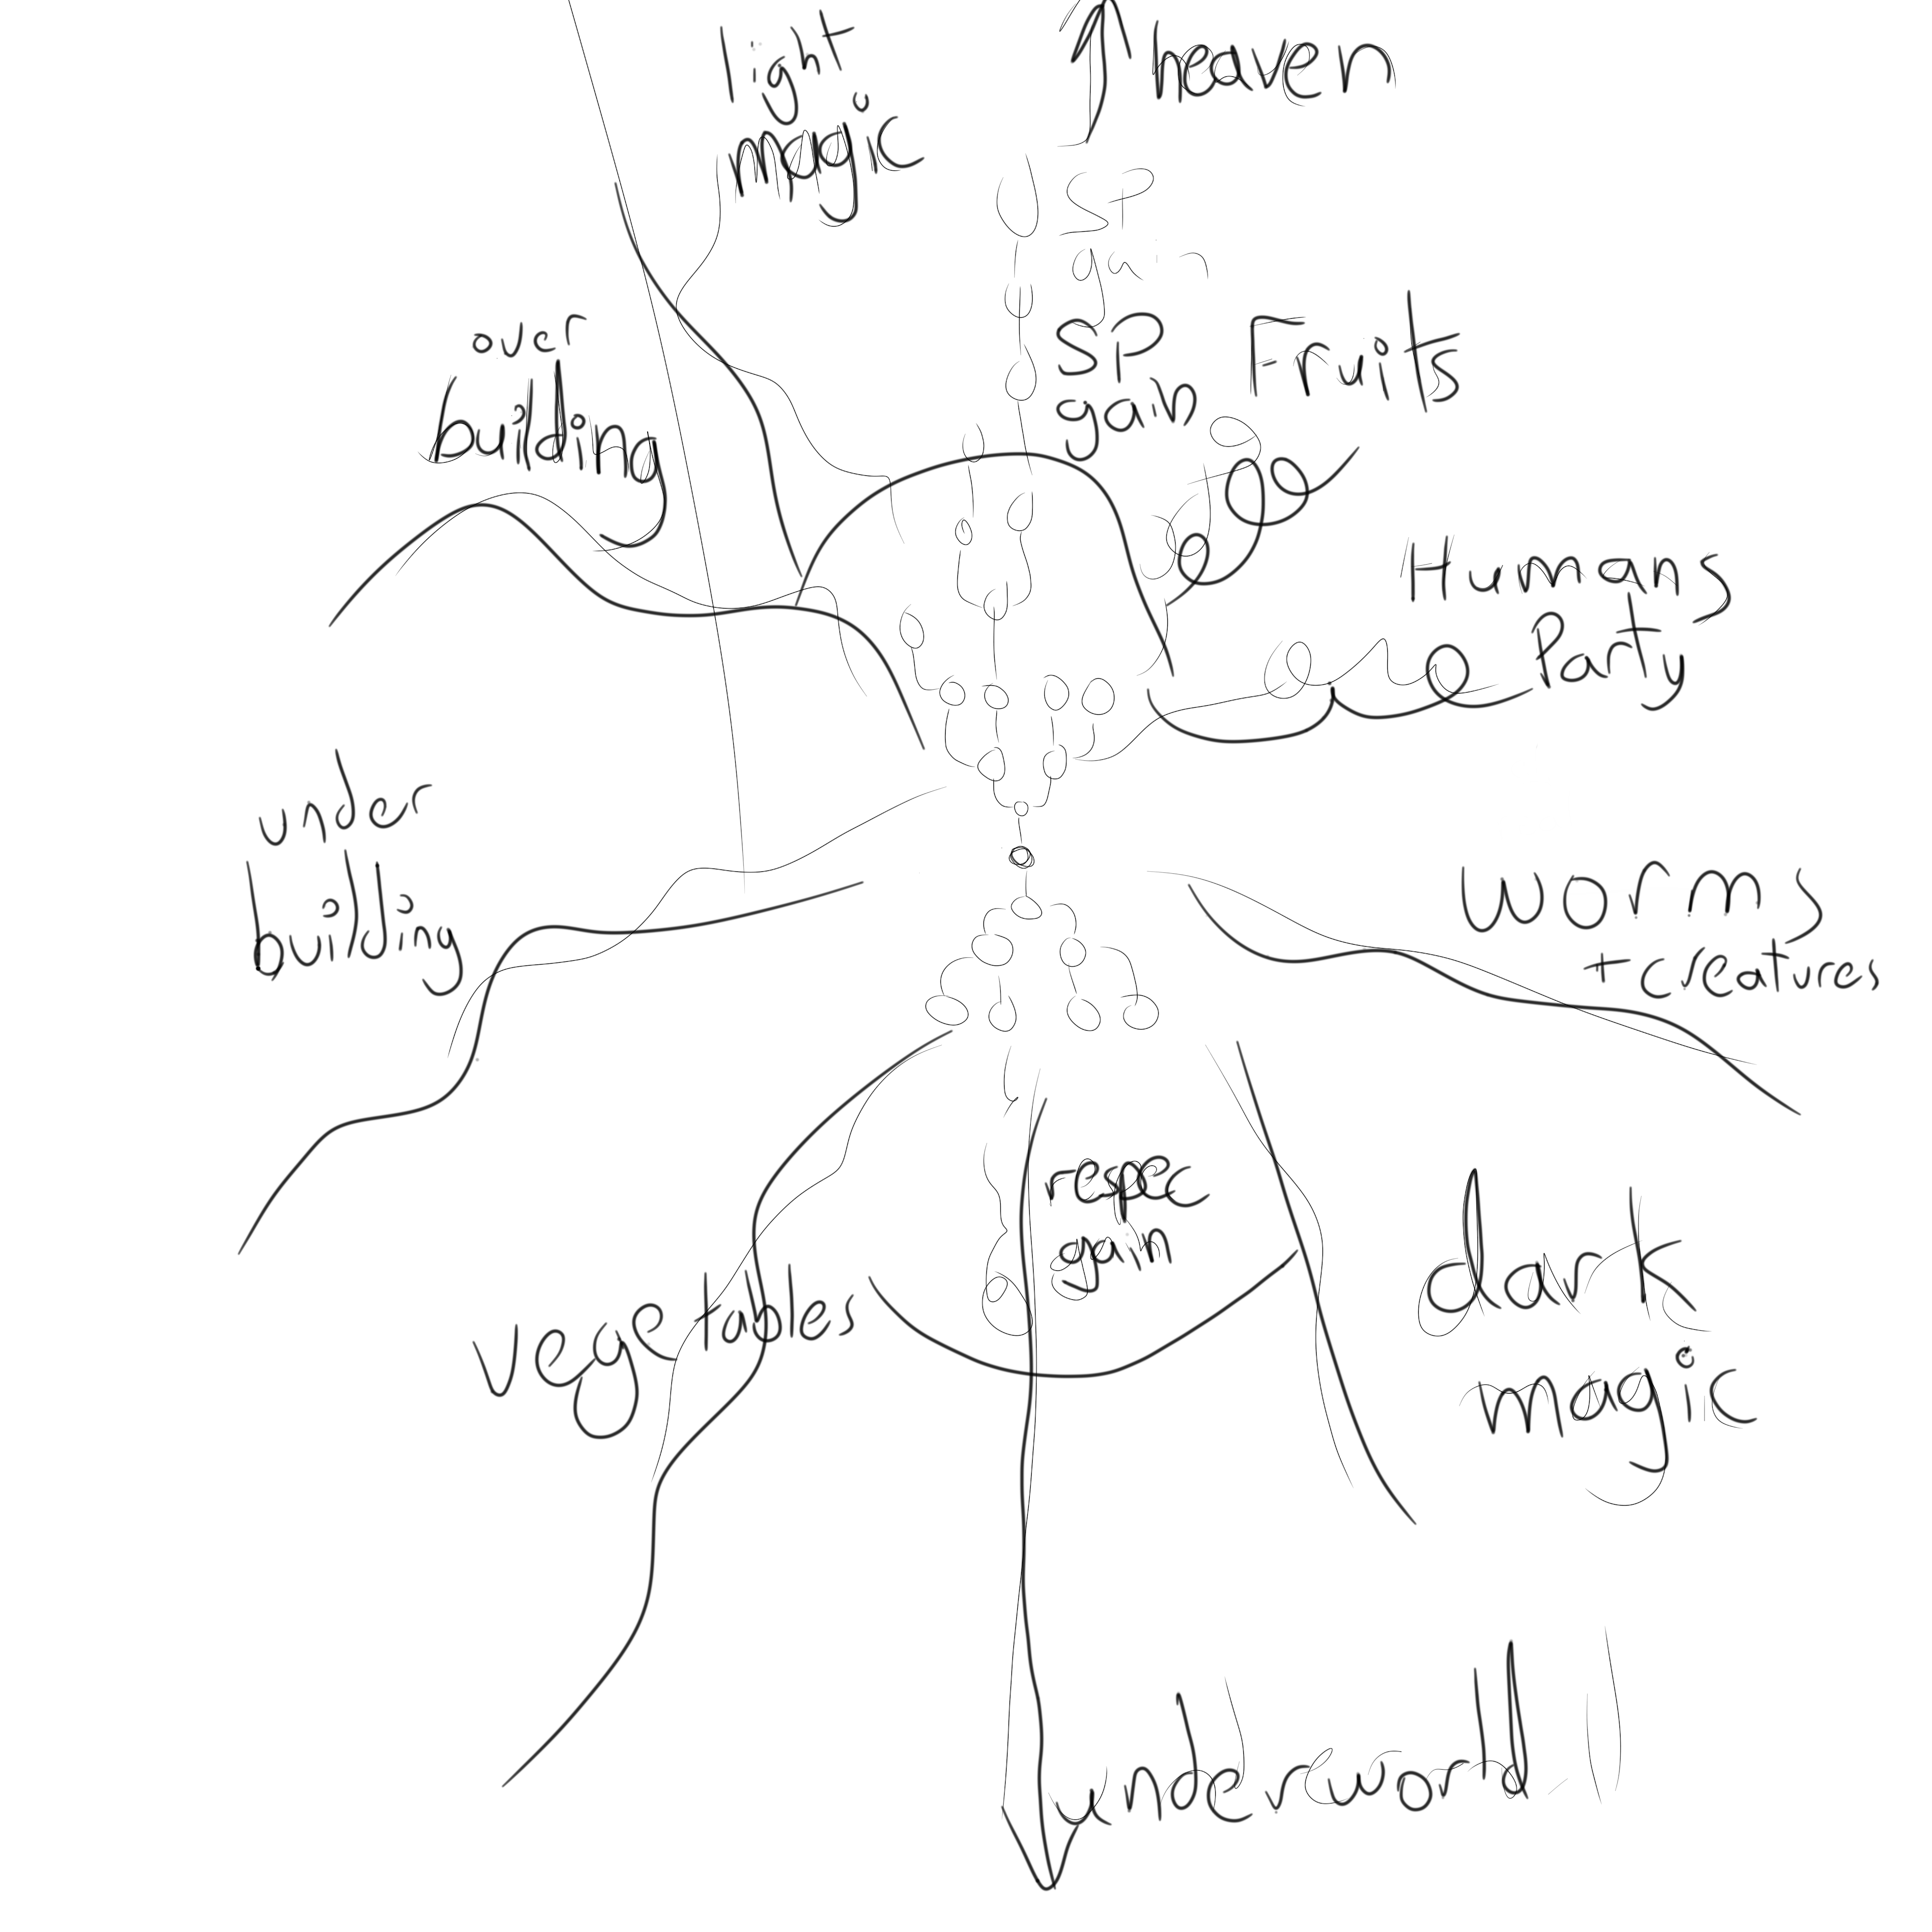 light
magic
↑ heaven
SP
gain
over
building
SP
gain
Fruits
Humans
Party
under
building
worms
+ creatures
respec
gain
vegetables
dark
magic
underworld